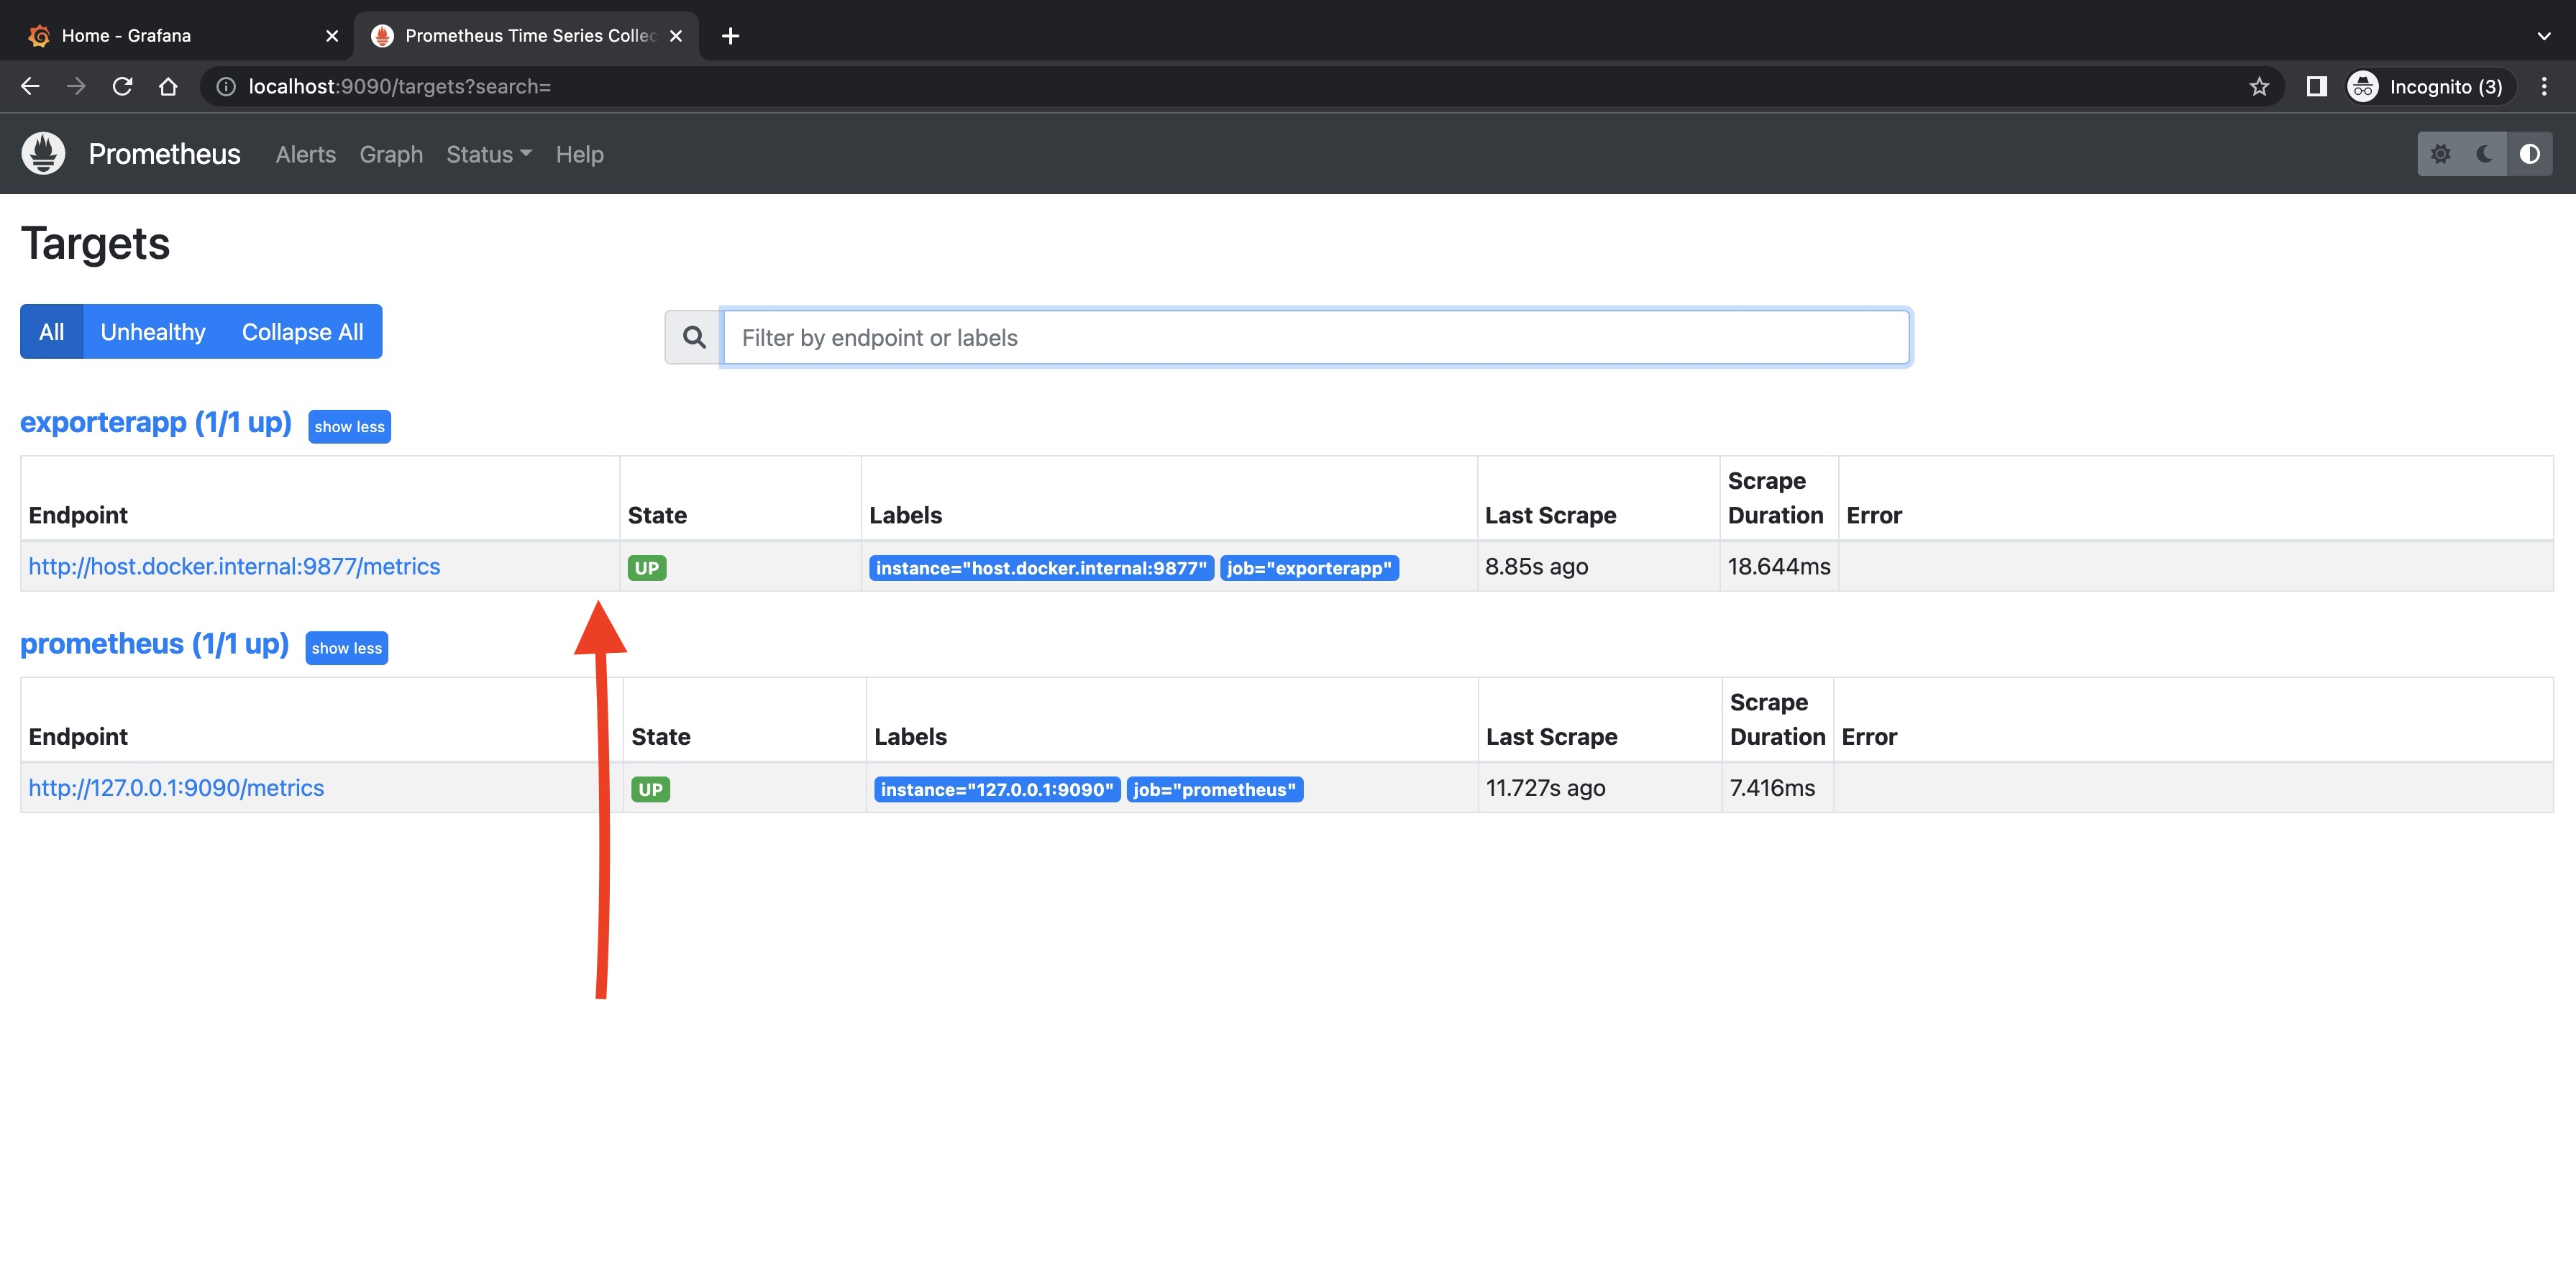 Home - Grafana
Prometheus Time Series Collec
localhost:9090/targets?search=
Incognito (3)
Prometheus Alerts Graph Status Help
Targets
All Unhealthy Collapse All
Filter by endpoint or labels
exporterapp (1/1 up) show less
Endpoint State Labels Last Scrape Scrape Duration Error
http://host.docker.internal:9877/metrics UP instance="host.docker.internal:9877" job="exporterapp" 8.85s ago 18.644ms
prometheus (1/1 up) show less
Endpoint State Labels Last Scrape Scrape Duration Error
http://127.0.0.1:9090/metrics UP instance="127.0.0.1:9090" job="prometheus" 11.727s ago 7.416ms